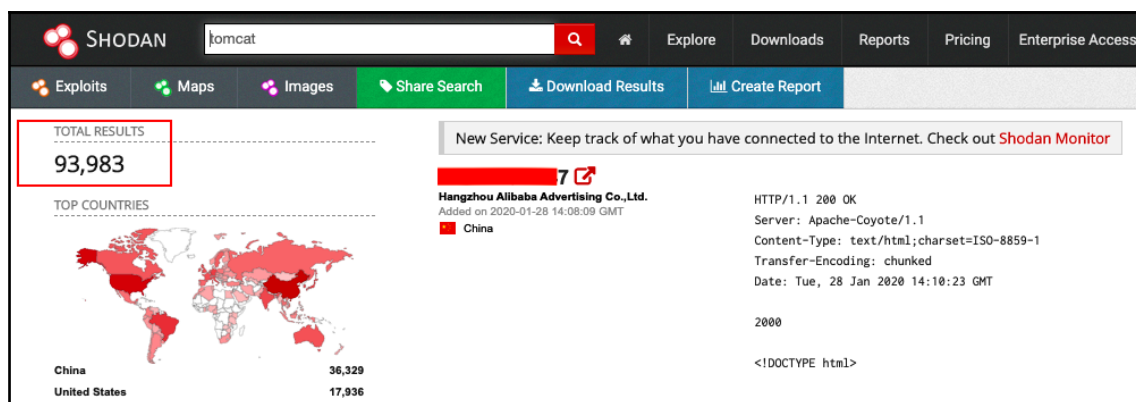 SHODAN tomcat Explore Downloads Reports Pricing Enterprise Access
Exploits Maps Images Share Search Download Results Create Report
TOTAL RESULTS
93,983
TOP COUNTRIES
China 36,329
United States 17,936
New Service: Keep track of what you have connected to the Internet. Check out Shodan Monitor
7
Hangzhou Alibaba Advertising Co.,Ltd.
Added on 2020-01-28 14:08:09 GMT
China
HTTP/1.1 200 OK
Server: Apache-Coyote/1.1
Content-Type: text/html;charset=ISO-8859-1
Transfer-Encoding: chunked
Date: Tue, 28 Jan 2020 14:10:23 GMT
2000
<!DOCTYPE html>